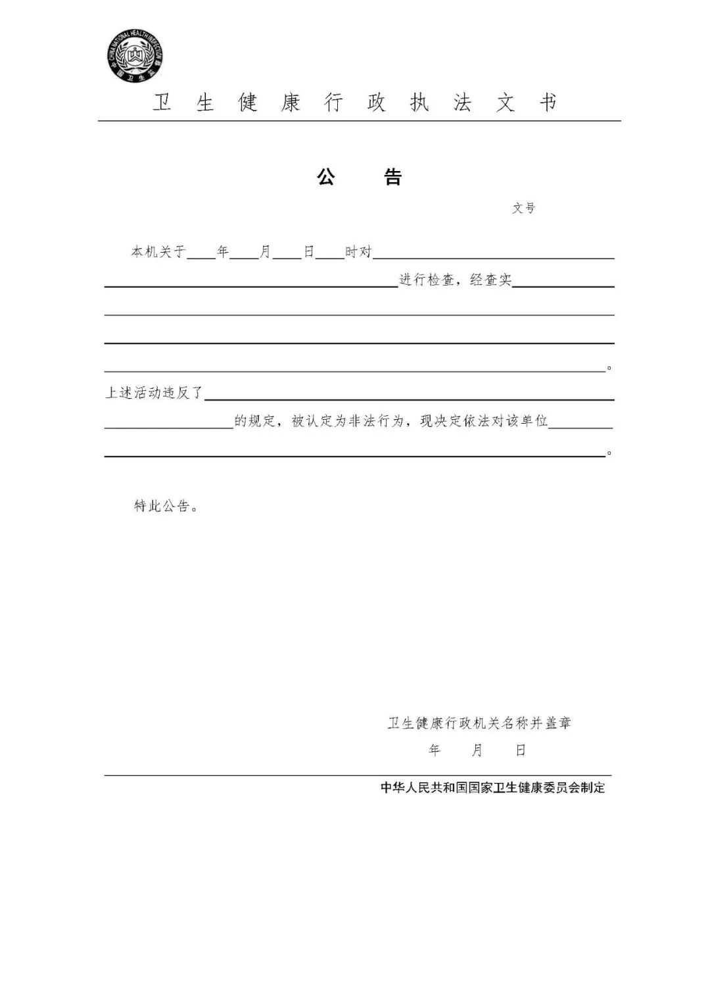 CHINA NATIONAL HEALTH INSPECTION
中国卫生监督
卫生健康行政执法文书
公告
文号
本机关于____年____月____日____时对
进行检查，经查实
。
上述活动违反了
的规定，被认定为非法行为，现决定依法对该单位
。
特此公告。
卫生健康行政机关名称并盖章
年 月 日
中华人民共和国国家卫生健康委员会制定